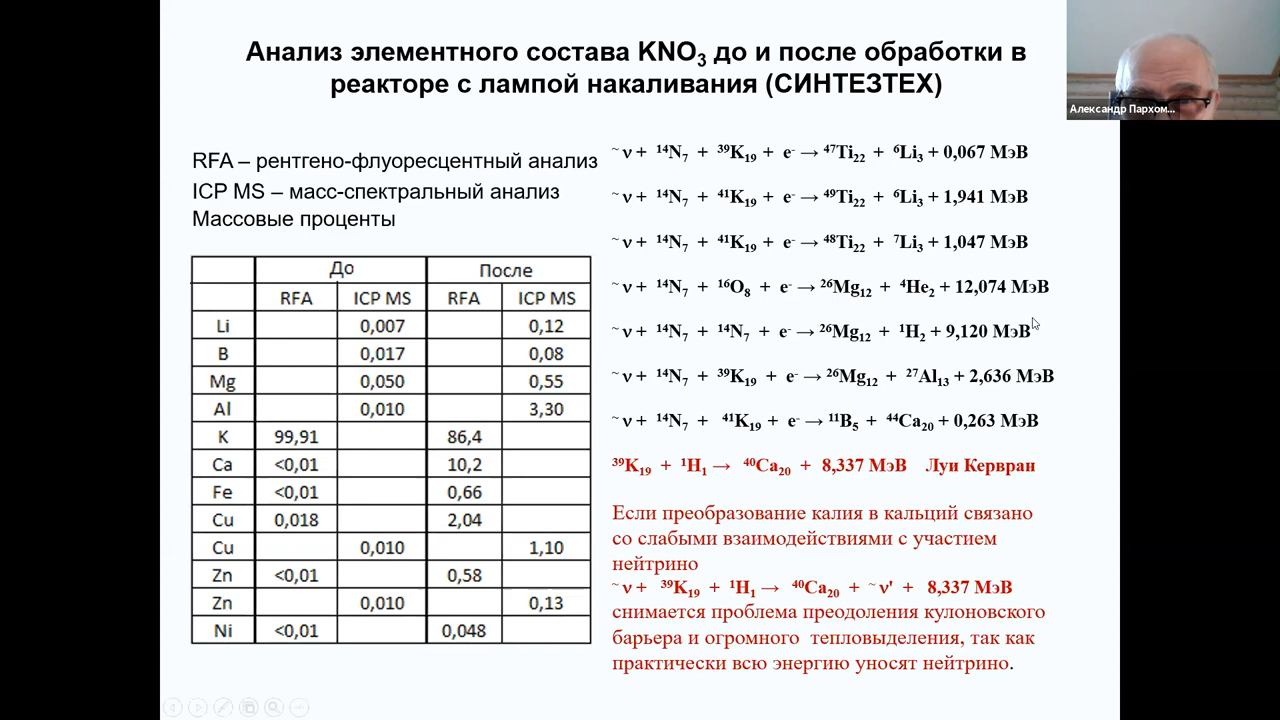 Анализ элементного состава KNO₃ до и после обработки в
реакторе с лампой накаливания (СИНТЕЗТЕХ)
Александр Пархом...
RFA – рентгено-флуоресцентный анализ
ICP MS – масс-спектральный анализ
Массовые проценты
До После
RFA ICP MS RFA ICP MS
Li 0,007 0,12
B 0,017 0,08
Mg 0,050 0,55
Al 0,010 3,30
K 99,91 86,4
Ca <0,01 10,2
Fe <0,01 0,66
Cu 0,018 2,04
Cu 0,010 1,10
Zn <0,01 0,58
Zn 0,010 0,13
Ni <0,01 0,048
~ν + ¹⁴N₇ + ³⁹K₁₉ + e⁻ → ⁴⁷Ti₂₂ + ⁶Li₃ + 0,067 МэВ
~ν + ¹⁴N₇ + ⁴¹K₁₉ + e⁻ → ⁴⁹Ti₂₂ + ⁶Li₃ + 1,941 МэВ
~ν + ¹⁴N₇ + ⁴¹K₁₉ + e⁻ → ⁴⁸Ti₂₂ + ⁷Li₃ + 1,047 МэВ
~ν + ¹⁴N₇ + ¹⁶O₈ + e⁻ → ²⁶Mg₁₂ + ⁴He₂ + 12,074 МэВ
~ν + ¹⁴N₇ + ¹⁴N₇ + e⁻ → ²⁶Mg₁₂ + ¹H₂ + 9,120 МэВ
~ν + ¹⁴N₇ + ³⁹K₁₉ + e⁻ → ²⁶Mg₁₂ + ²⁷Al₁₃ + 2,636 МэВ
~ν + ¹⁴N₇ + ⁴¹K₁₉ + e⁻ → ¹¹B₅ + ⁴⁴Ca₂₀ + 0,263 МэВ
³⁹K₁₉ + ¹H₁ → ⁴⁰Ca₂₀ + 8,337 МэВ Луи Кервран
Если преобразование калия в кальций связано
со слабыми взаимодействиями с участием
нейтрино
~ν + ³⁹K₁₉ + ¹H₁ → ⁴⁰Ca₂₀ + ~ν' + 8,337 МэВ
снимается проблема преодоления кулоновского
барьера и огромного тепловыделения, так как
практически всю энергию уносят нейтрино.